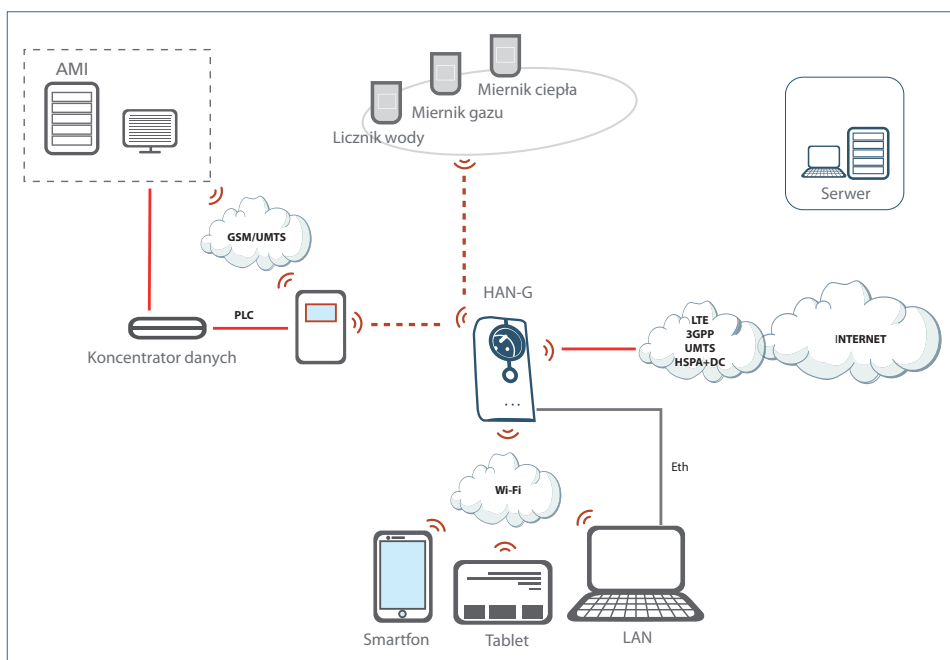 AMI
Miernik ciepła
Miernik gazu
Licznik wody
Serwer
GSM/UMTS
HAN-G
PLC
Koncentrator danych
LTE
3GPP
UMTS
HSPA+DC
INTERNET
Eth
Wi-Fi
Smartfon
Tablet
LAN